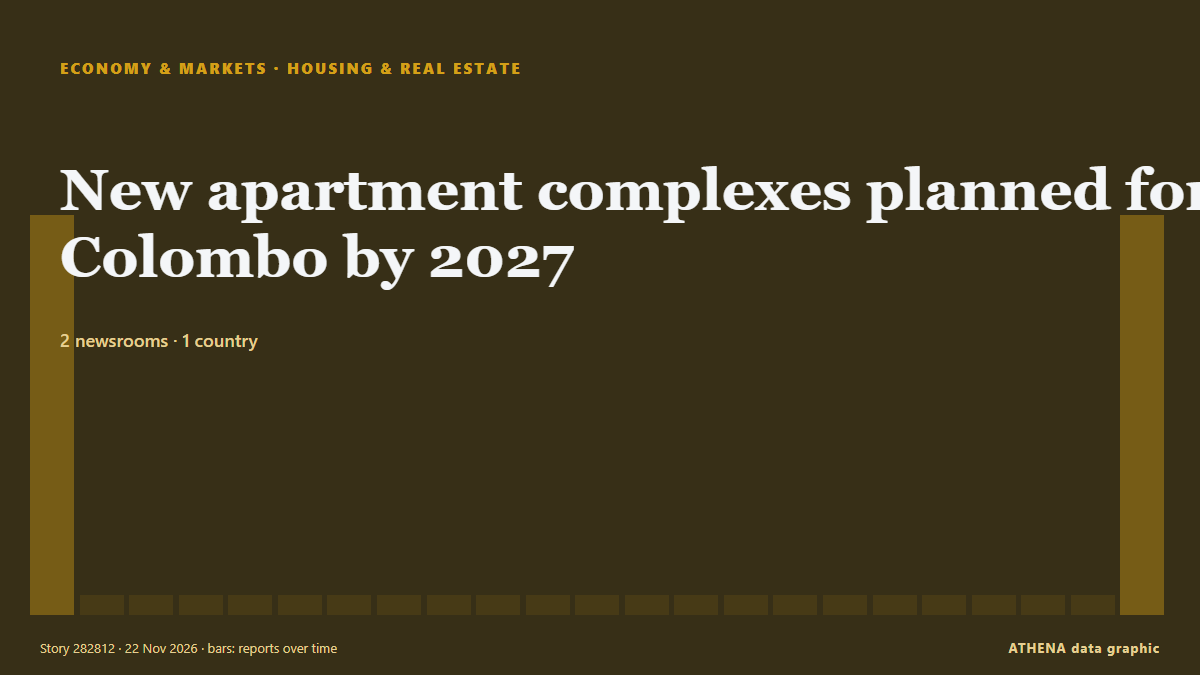 ECONOMY & MARKETS · HOUSING & REAL ESTATE
New apartment complexes planned for
Colombo by 2027
2 newsrooms · 1 country
Story 282812 · 22 Nov 2026 · bars: reports over time
ATHENA data graphic